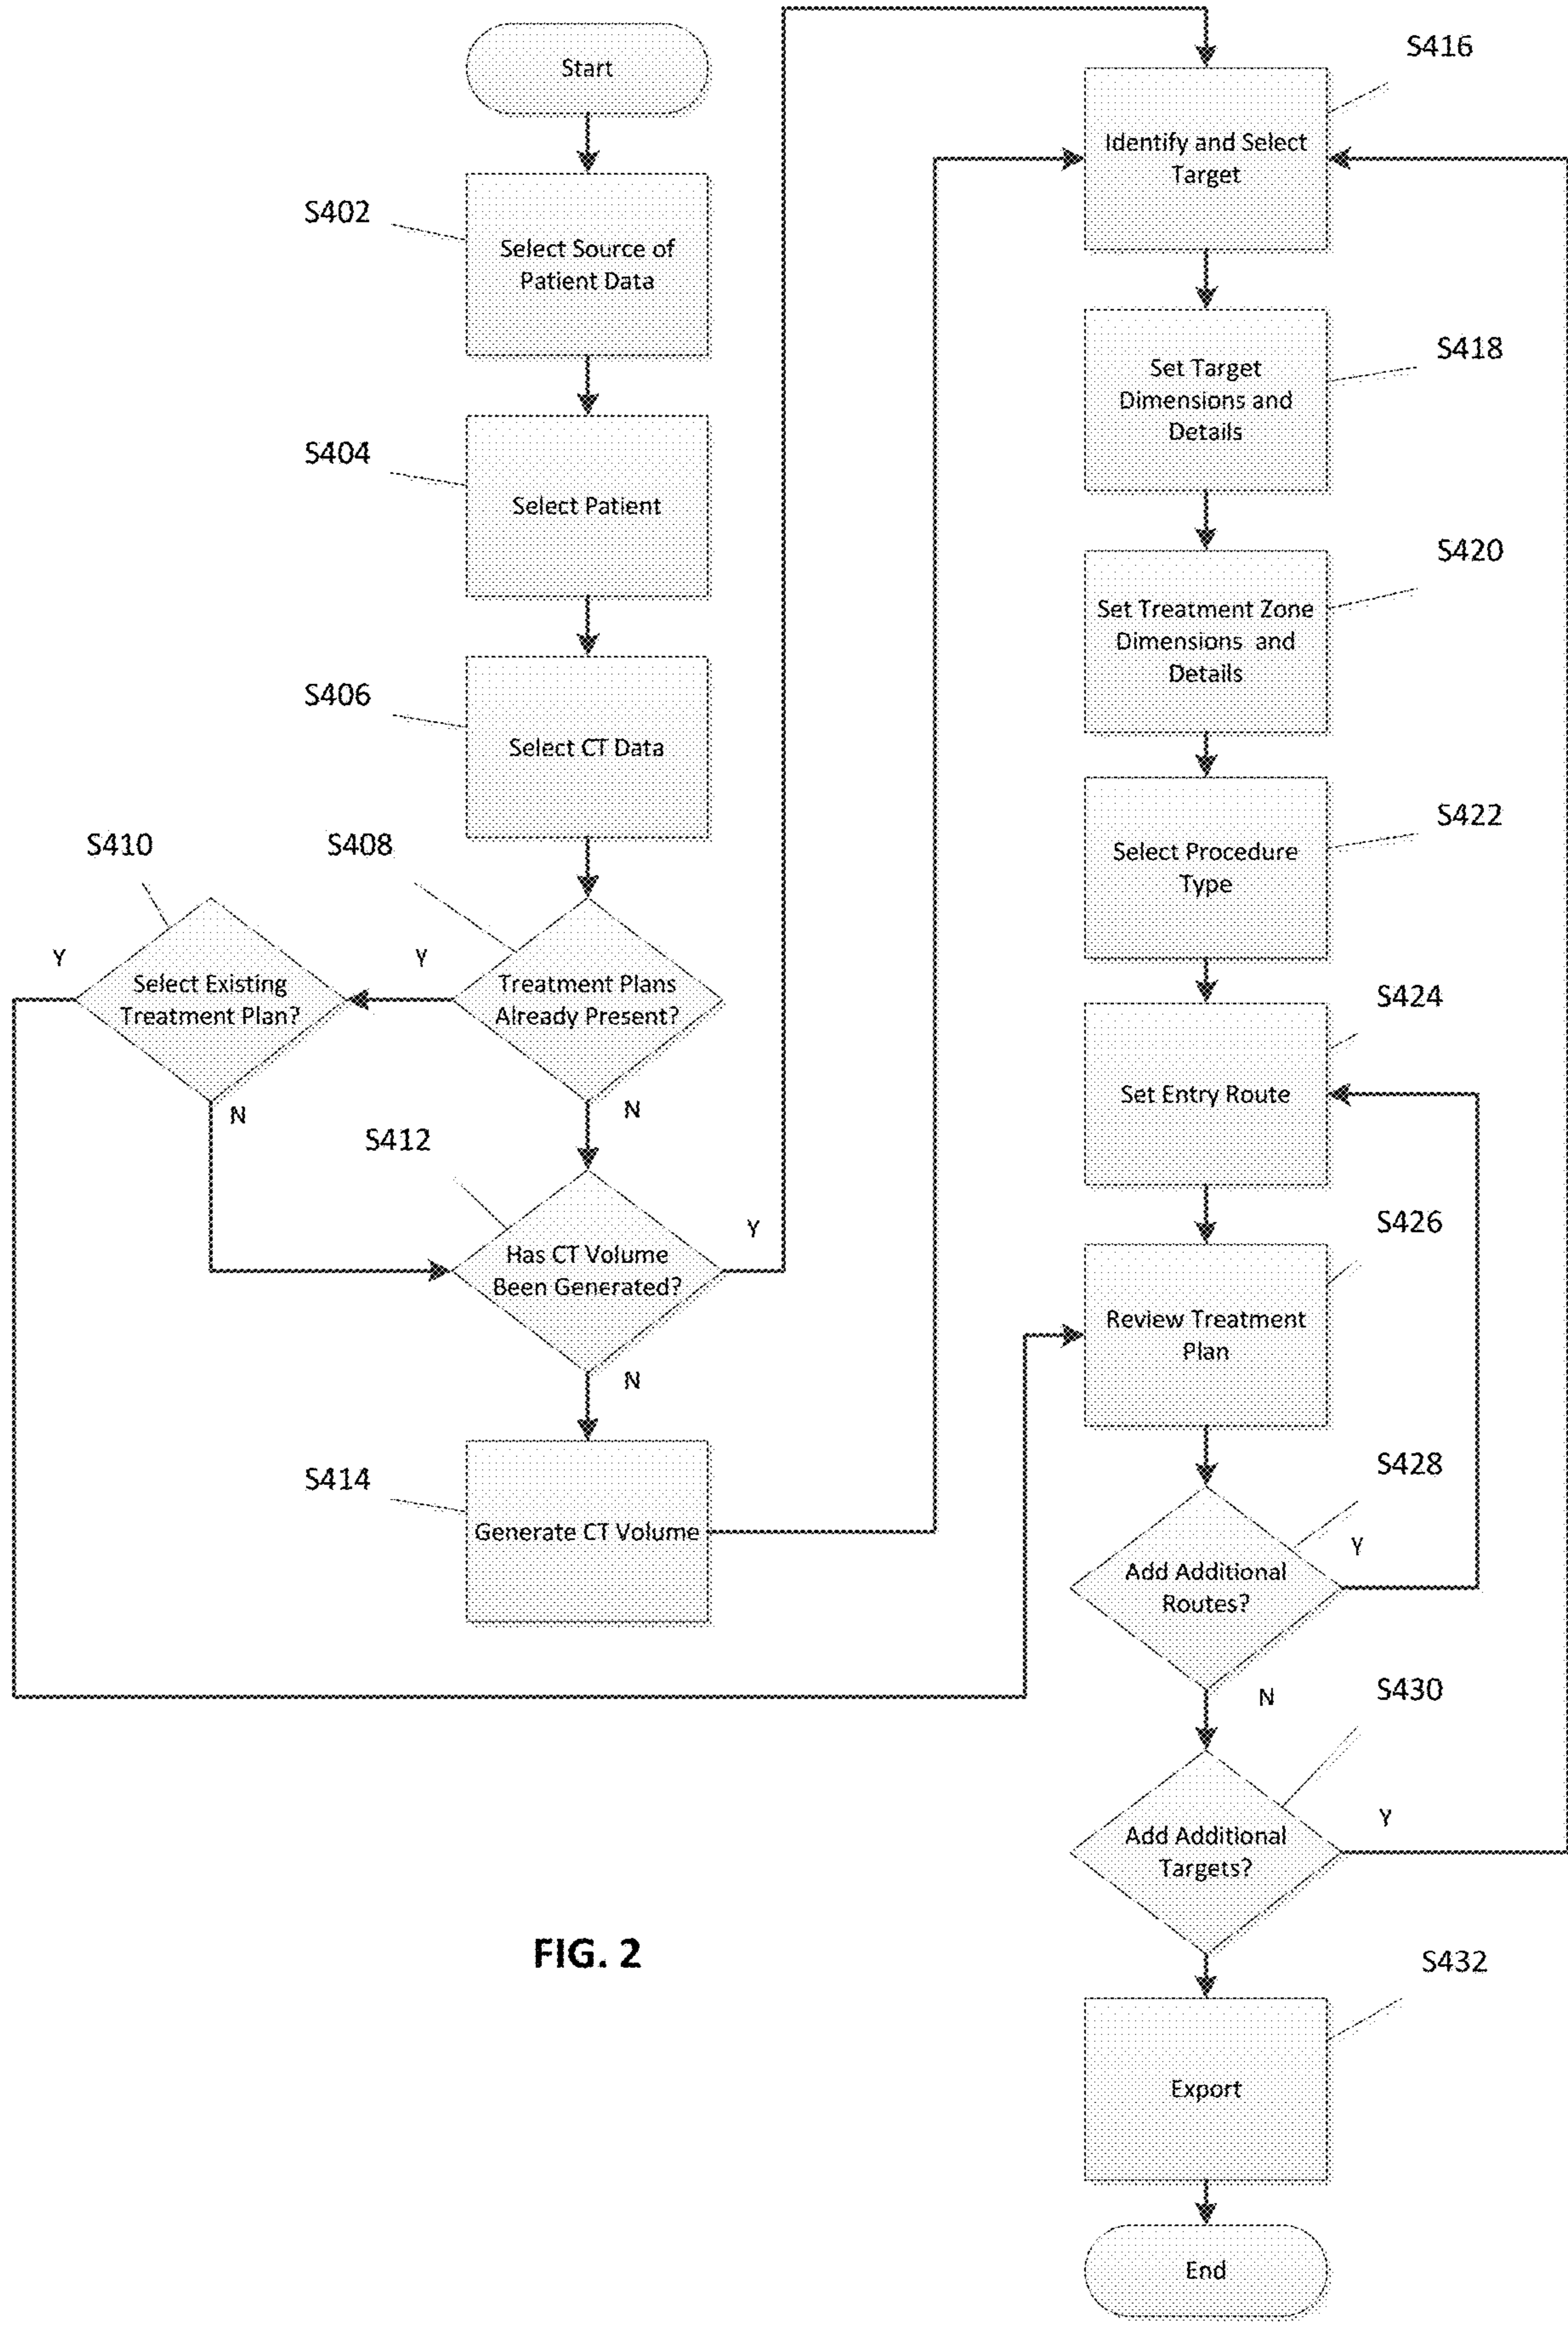 Start
S402
Select Source of
Patient Data
S404
Select Patient
S406
Select CT Data
S410
S408
Y
Select Existing
Treatment Plan?
Y
Treatment Plans
Already Present?
N
N
S412
Has CT Volume
Been Generated?
Y
N
S414
Generate CT Volume
S416
Identify and Select
Target
S418
Set Target
Dimensions and
Details
S420
Set Treatment Zone
Dimensions and
Details
S422
Select Procedure
Type
S424
Set Entry Route
S426
Review Treatment
Plan
S428
Add Additional
Routes?
Y
N
S430
Add Additional
Targets?
Y
S432
Export
End
FIG. 2